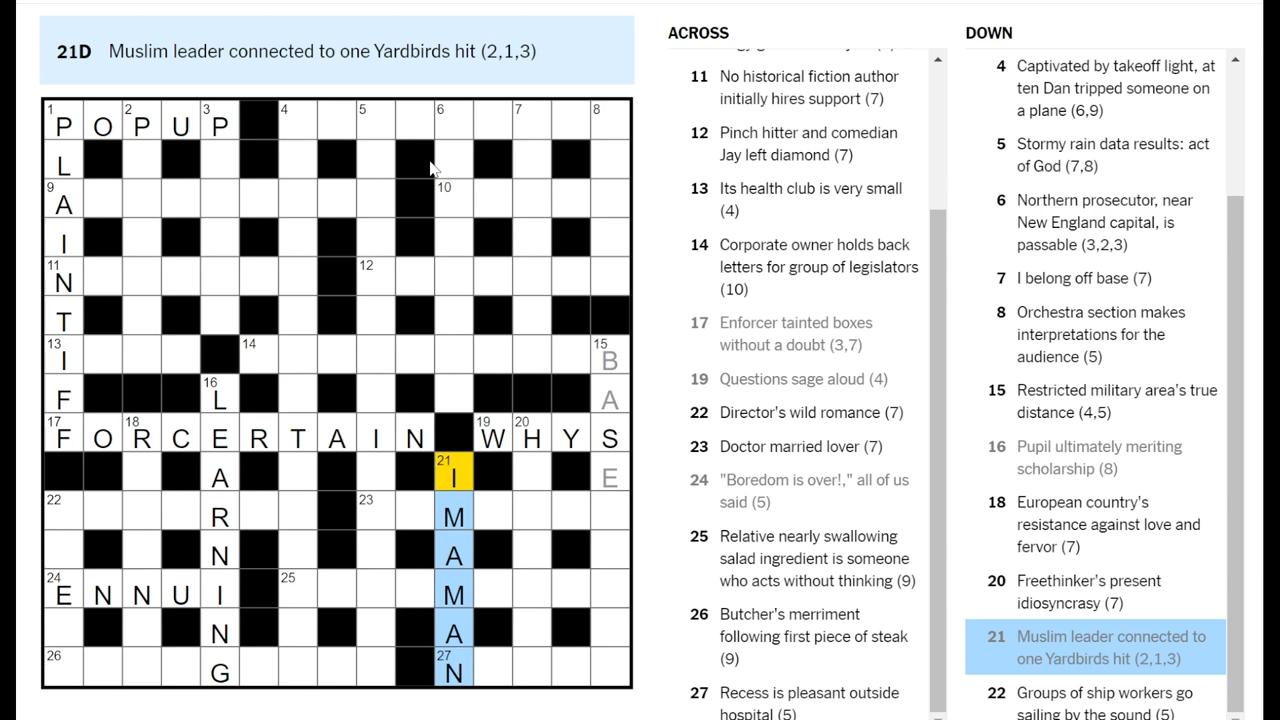 21D Muslim leader connected to one Yardbirds hit (2,1,3)
1 2 3 4 5 6 7 8
P O P U P
L
9 10
A
I
11 12
N
T
13 14 15
I B
16
F L A
17 18 19 20
F O R C E R T A I N W H Y S
21
A I E
22 23
R M
N A
24 25
E N N U I M
N A
26 27
G N
ACROSS
11 No historical fiction author
initially hires support (7)
12 Pinch hitter and comedian
Jay left diamond (7)
13 Its health club is very small
(4)
14 Corporate owner holds back
letters for group of legislators
(10)
17 Enforcer tainted boxes
without a doubt (3,7)
19 Questions sage aloud (4)
22 Director's wild romance (7)
23 Doctor married lover (7)
24 "Boredom is over!," all of us
said (5)
25 Relative nearly swallowing
salad ingredient is someone
who acts without thinking (9)
26 Butcher's merriment
following first piece of steak
(9)
27 Recess is pleasant outside
hospital (5)
DOWN
4 Captivated by takeoff light, at
ten Dan tripped someone on
a plane (6,9)
5 Stormy rain data results: act
of God (7,8)
6 Northern prosecutor, near
New England capital, is
passable (3,2,3)
7 I belong off base (7)
8 Orchestra section makes
interpretations for the
audience (5)
15 Restricted military area's true
distance (4,5)
16 Pupil ultimately meriting
scholarship (8)
18 European country's
resistance against love and
fervor (7)
20 Freethinker's present
idiosyncrasy (7)
21 Muslim leader connected to
one Yardbirds hit (2,1,3)
22 Groups of ship workers go
sailing by the sound (5)